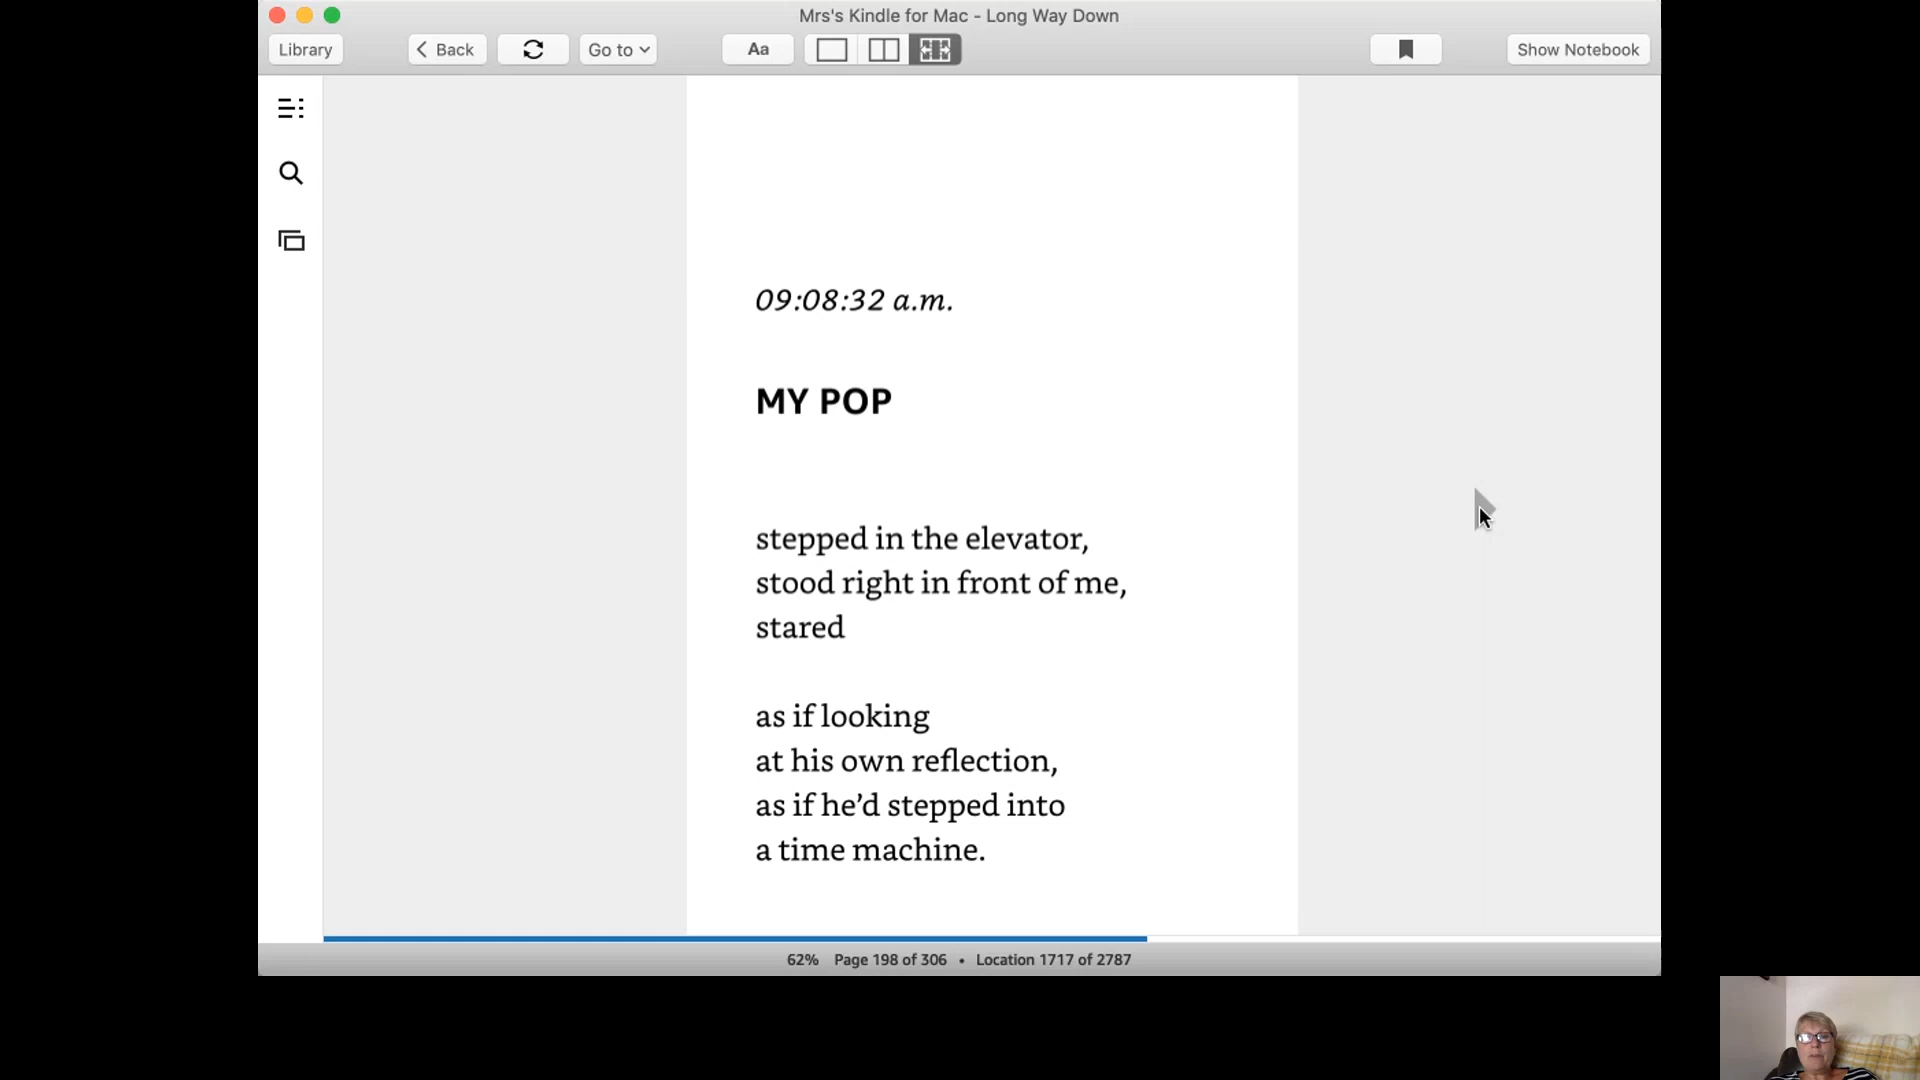 Mrs's Kindle for Mac - Long Way Down
Library
Back
Go to
Aa
Show Notebook
09:08:32 a.m.
MY POP
stepped in the elevator,
stood right in front of me,
stared
as if looking
at his own reflection,
as if he’d stepped into
a time machine.
62% Page 198 of 306 • Location 1717 of 2787